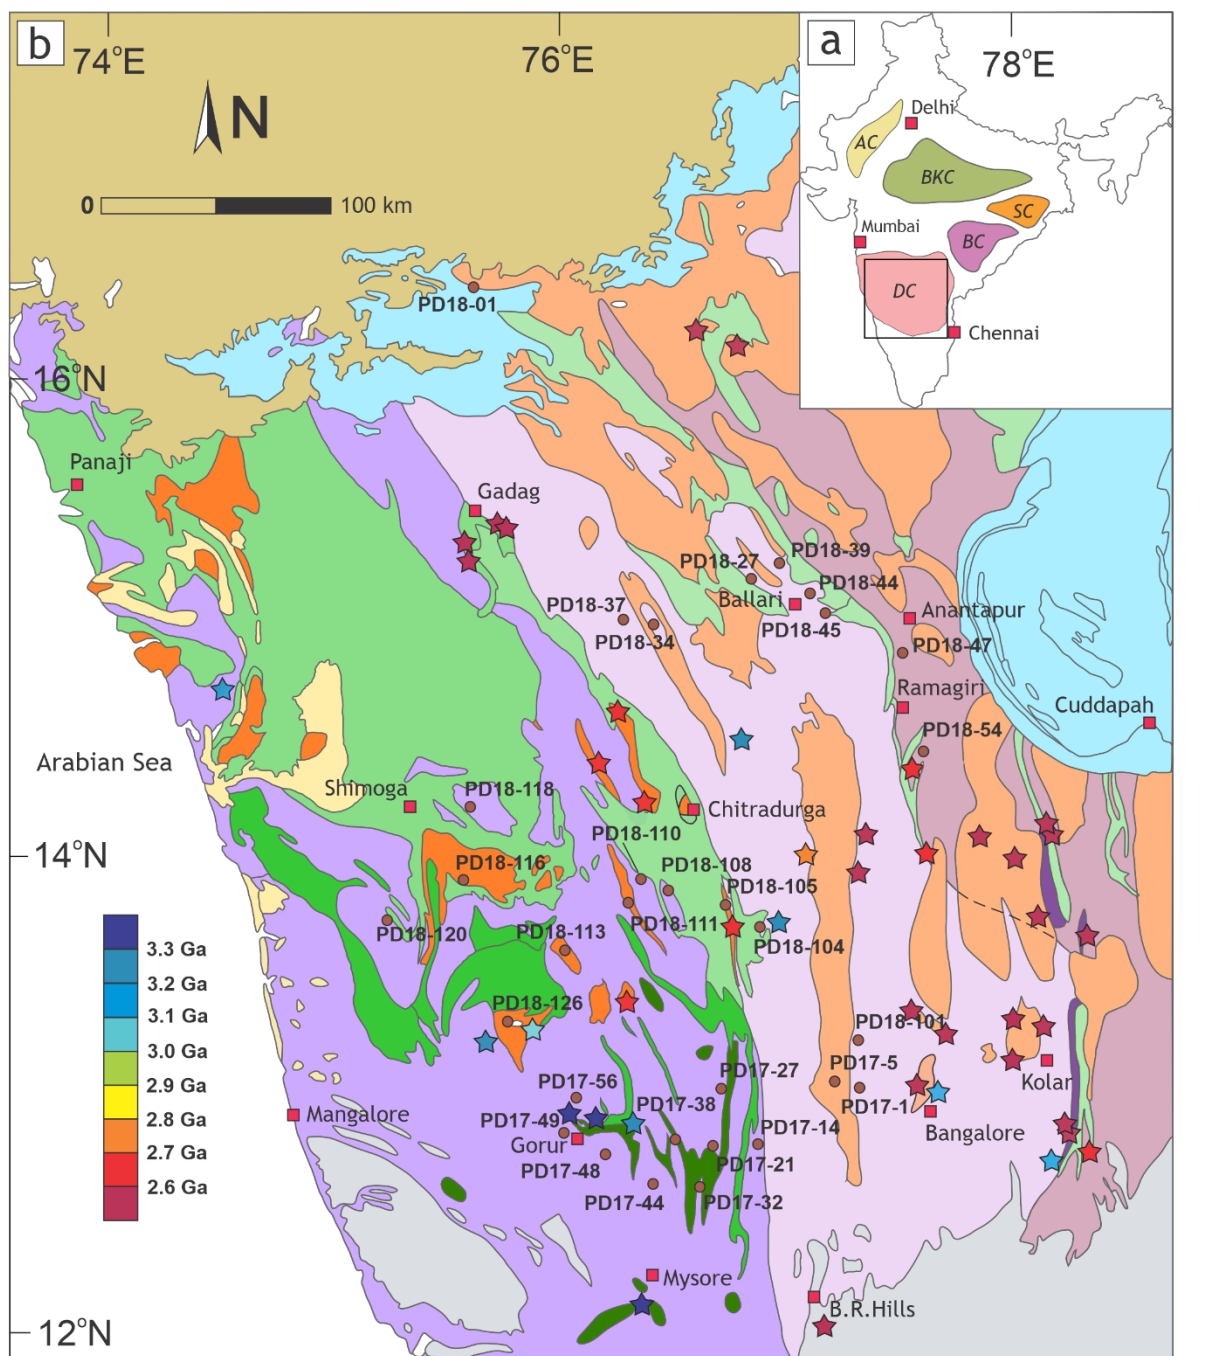 b
74°E
76°E
a
78°E
N
0
100 km
Delhi
AC
BKC
SC
Mumbai
BC
DC
Chennai
PD18-01
16°N
Panaji
Gadag
PD18-39
PD18-27
PD18-44
Ballari
PD18-37
Anantapur
PD18-45
PD18-34
PD18-47
Ramagiri
Cuddapah
PD18-54
Arabian Sea
Shimoga
PD18-118
Chitradurga
PD18-110
14°N
PD18-116
PD18-108
PD18-105
PD18-111
PD18-120
PD18-113
PD18-104
3.3 Ga
3.2 Ga
3.1 Ga
3.0 Ga
2.9 Ga
2.8 Ga
2.7 Ga
2.6 Ga
PD18-126
PD18-101
PD17-5
PD17-27
PD17-56
Kolar
PD17-38
PD17-1
Mangalore
PD17-49
PD17-14
Bangalore
Gorur
PD17-21
PD17-48
PD17-44
PD17-32
Mysore
B.R.Hills
12°N